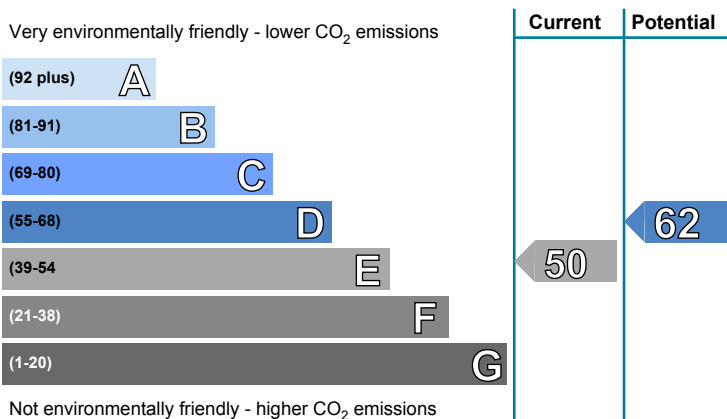 Very environmentally friendly - lower CO2 emissions
Current
Potential
(92 plus) A
(81-91) B
(69-80) C
(55-68) D
62
(39-54 E
50
(21-38) F
(1-20) G
Not environmentally friendly - higher CO2 emissions